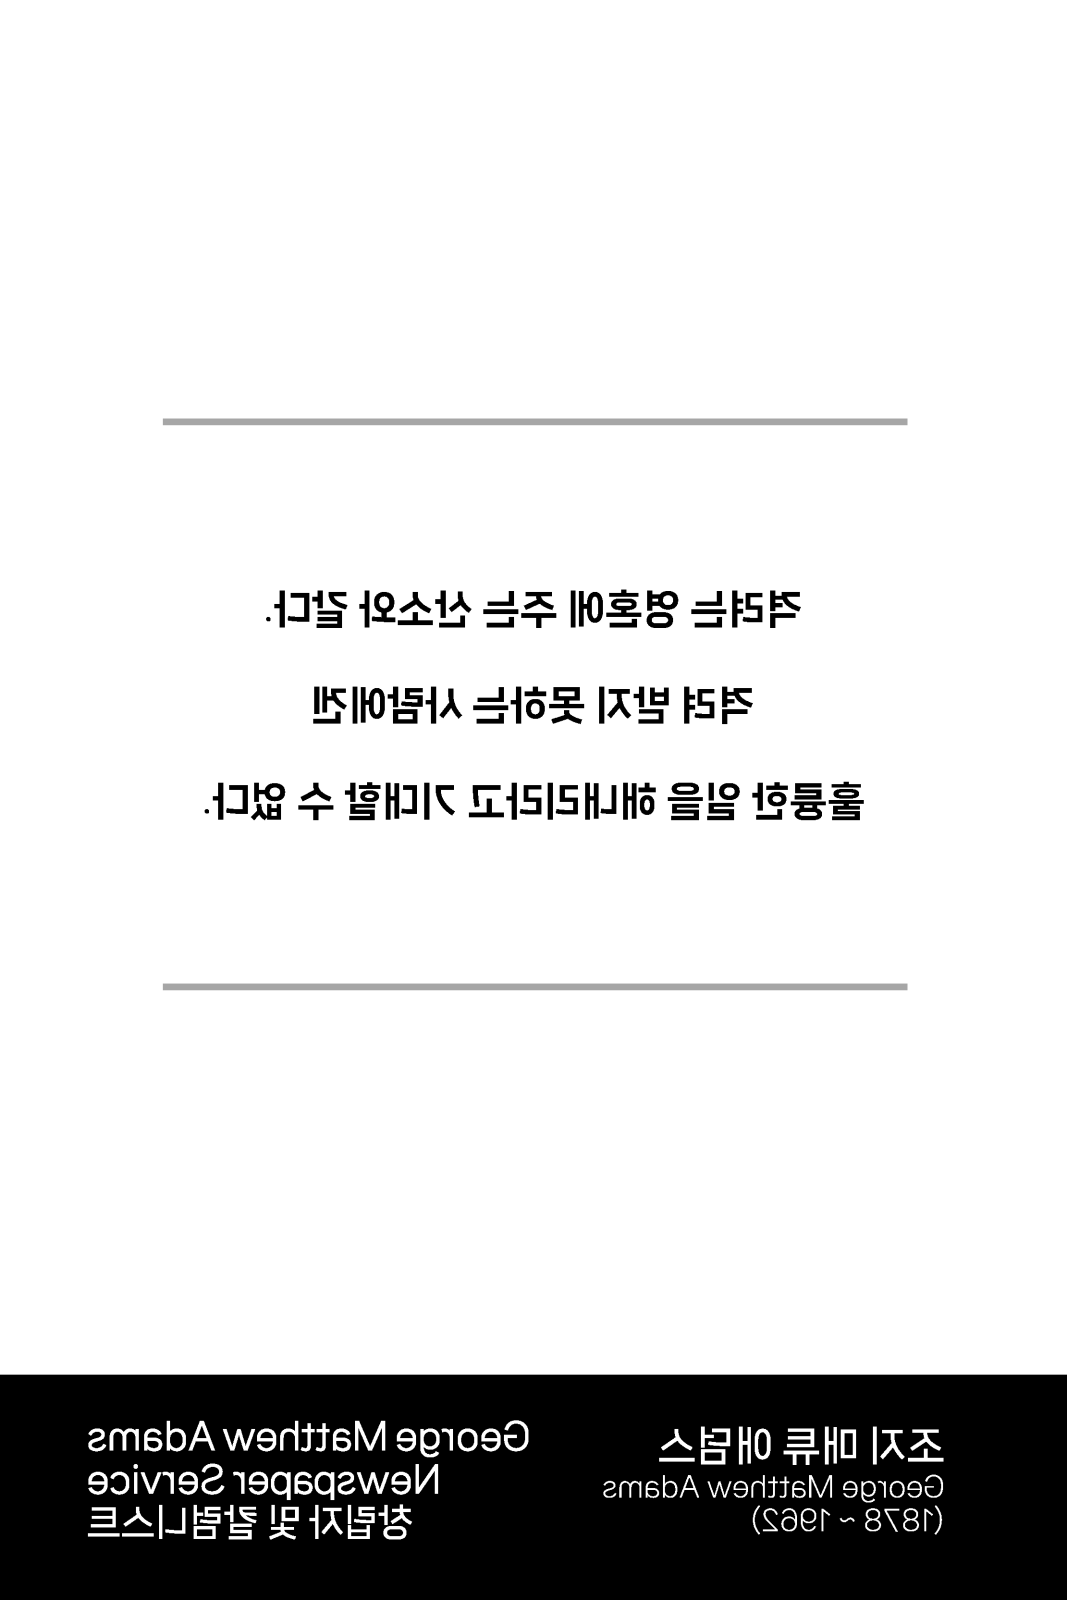 격려는 영혼에 주는 산소와 같다.
격려 받지 못하는 사람에겐
훌륭한 일을 해내리라고 기대할 수 없다.
조지 매튜 애덤스
George Matthew Adams
(1878 ~ 1962)
George Matthew Adams
Newspaper Service
창립자 및 칼럼니스트